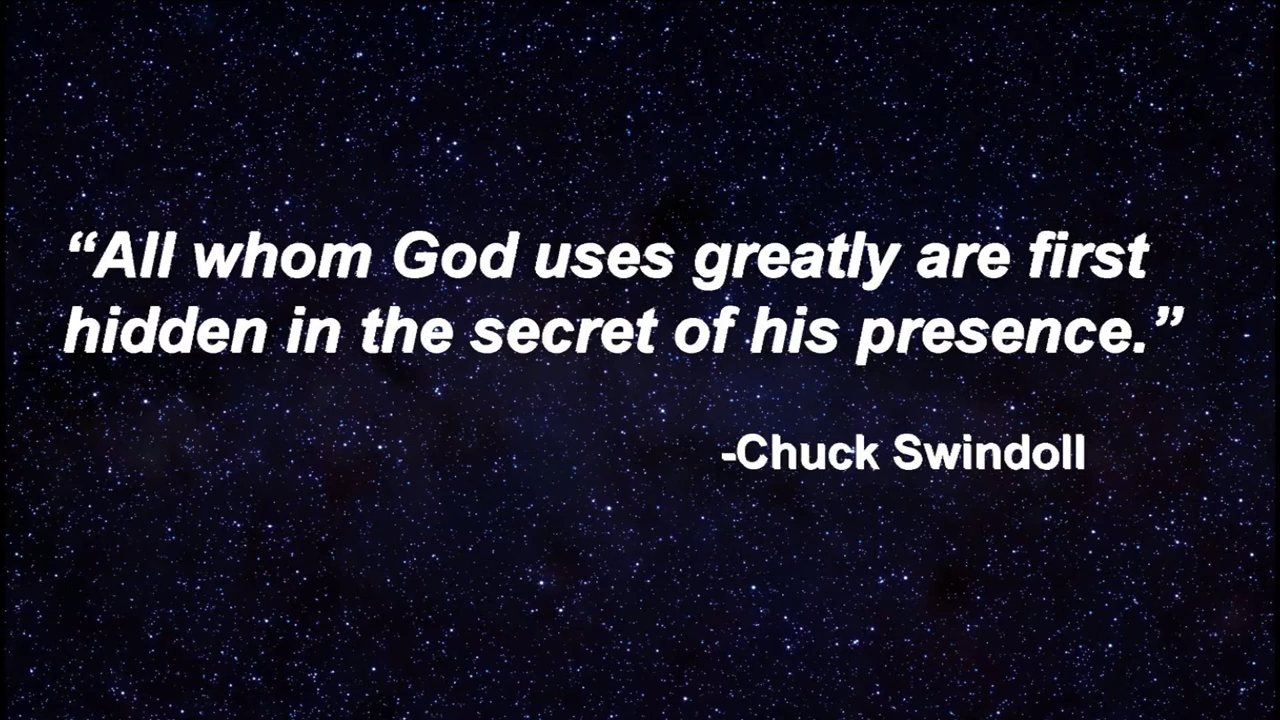 “All whom God uses greatly are first
hidden in the secret of his presence.”
-Chuck Swindoll